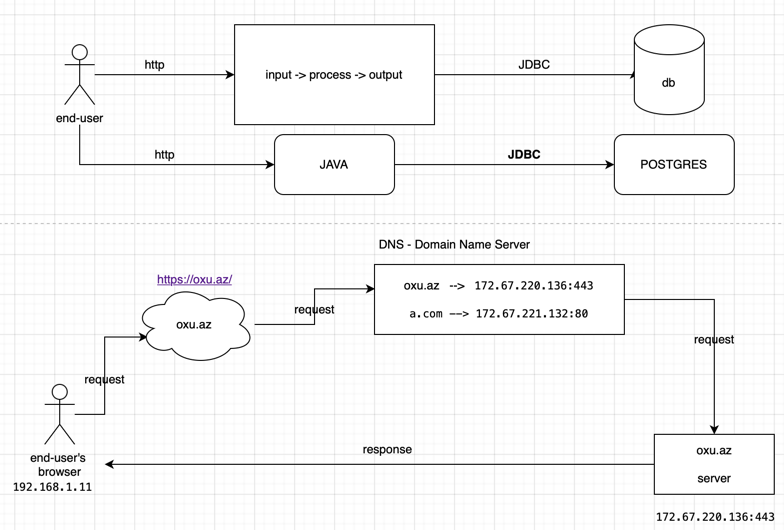 http
input -> process -> output
JDBC
db
end-user
http
JAVA
JDBC
POSTGRES
DNS - Domain Name Server
https://oxu.az/
oxu.az --> 172.67.220.136:443
a.com --> 172.67.221.132:80
oxu.az
request
request
request
end-user's
browser
192.168.1.11
response
oxu.az
server
172.67.220.136:443